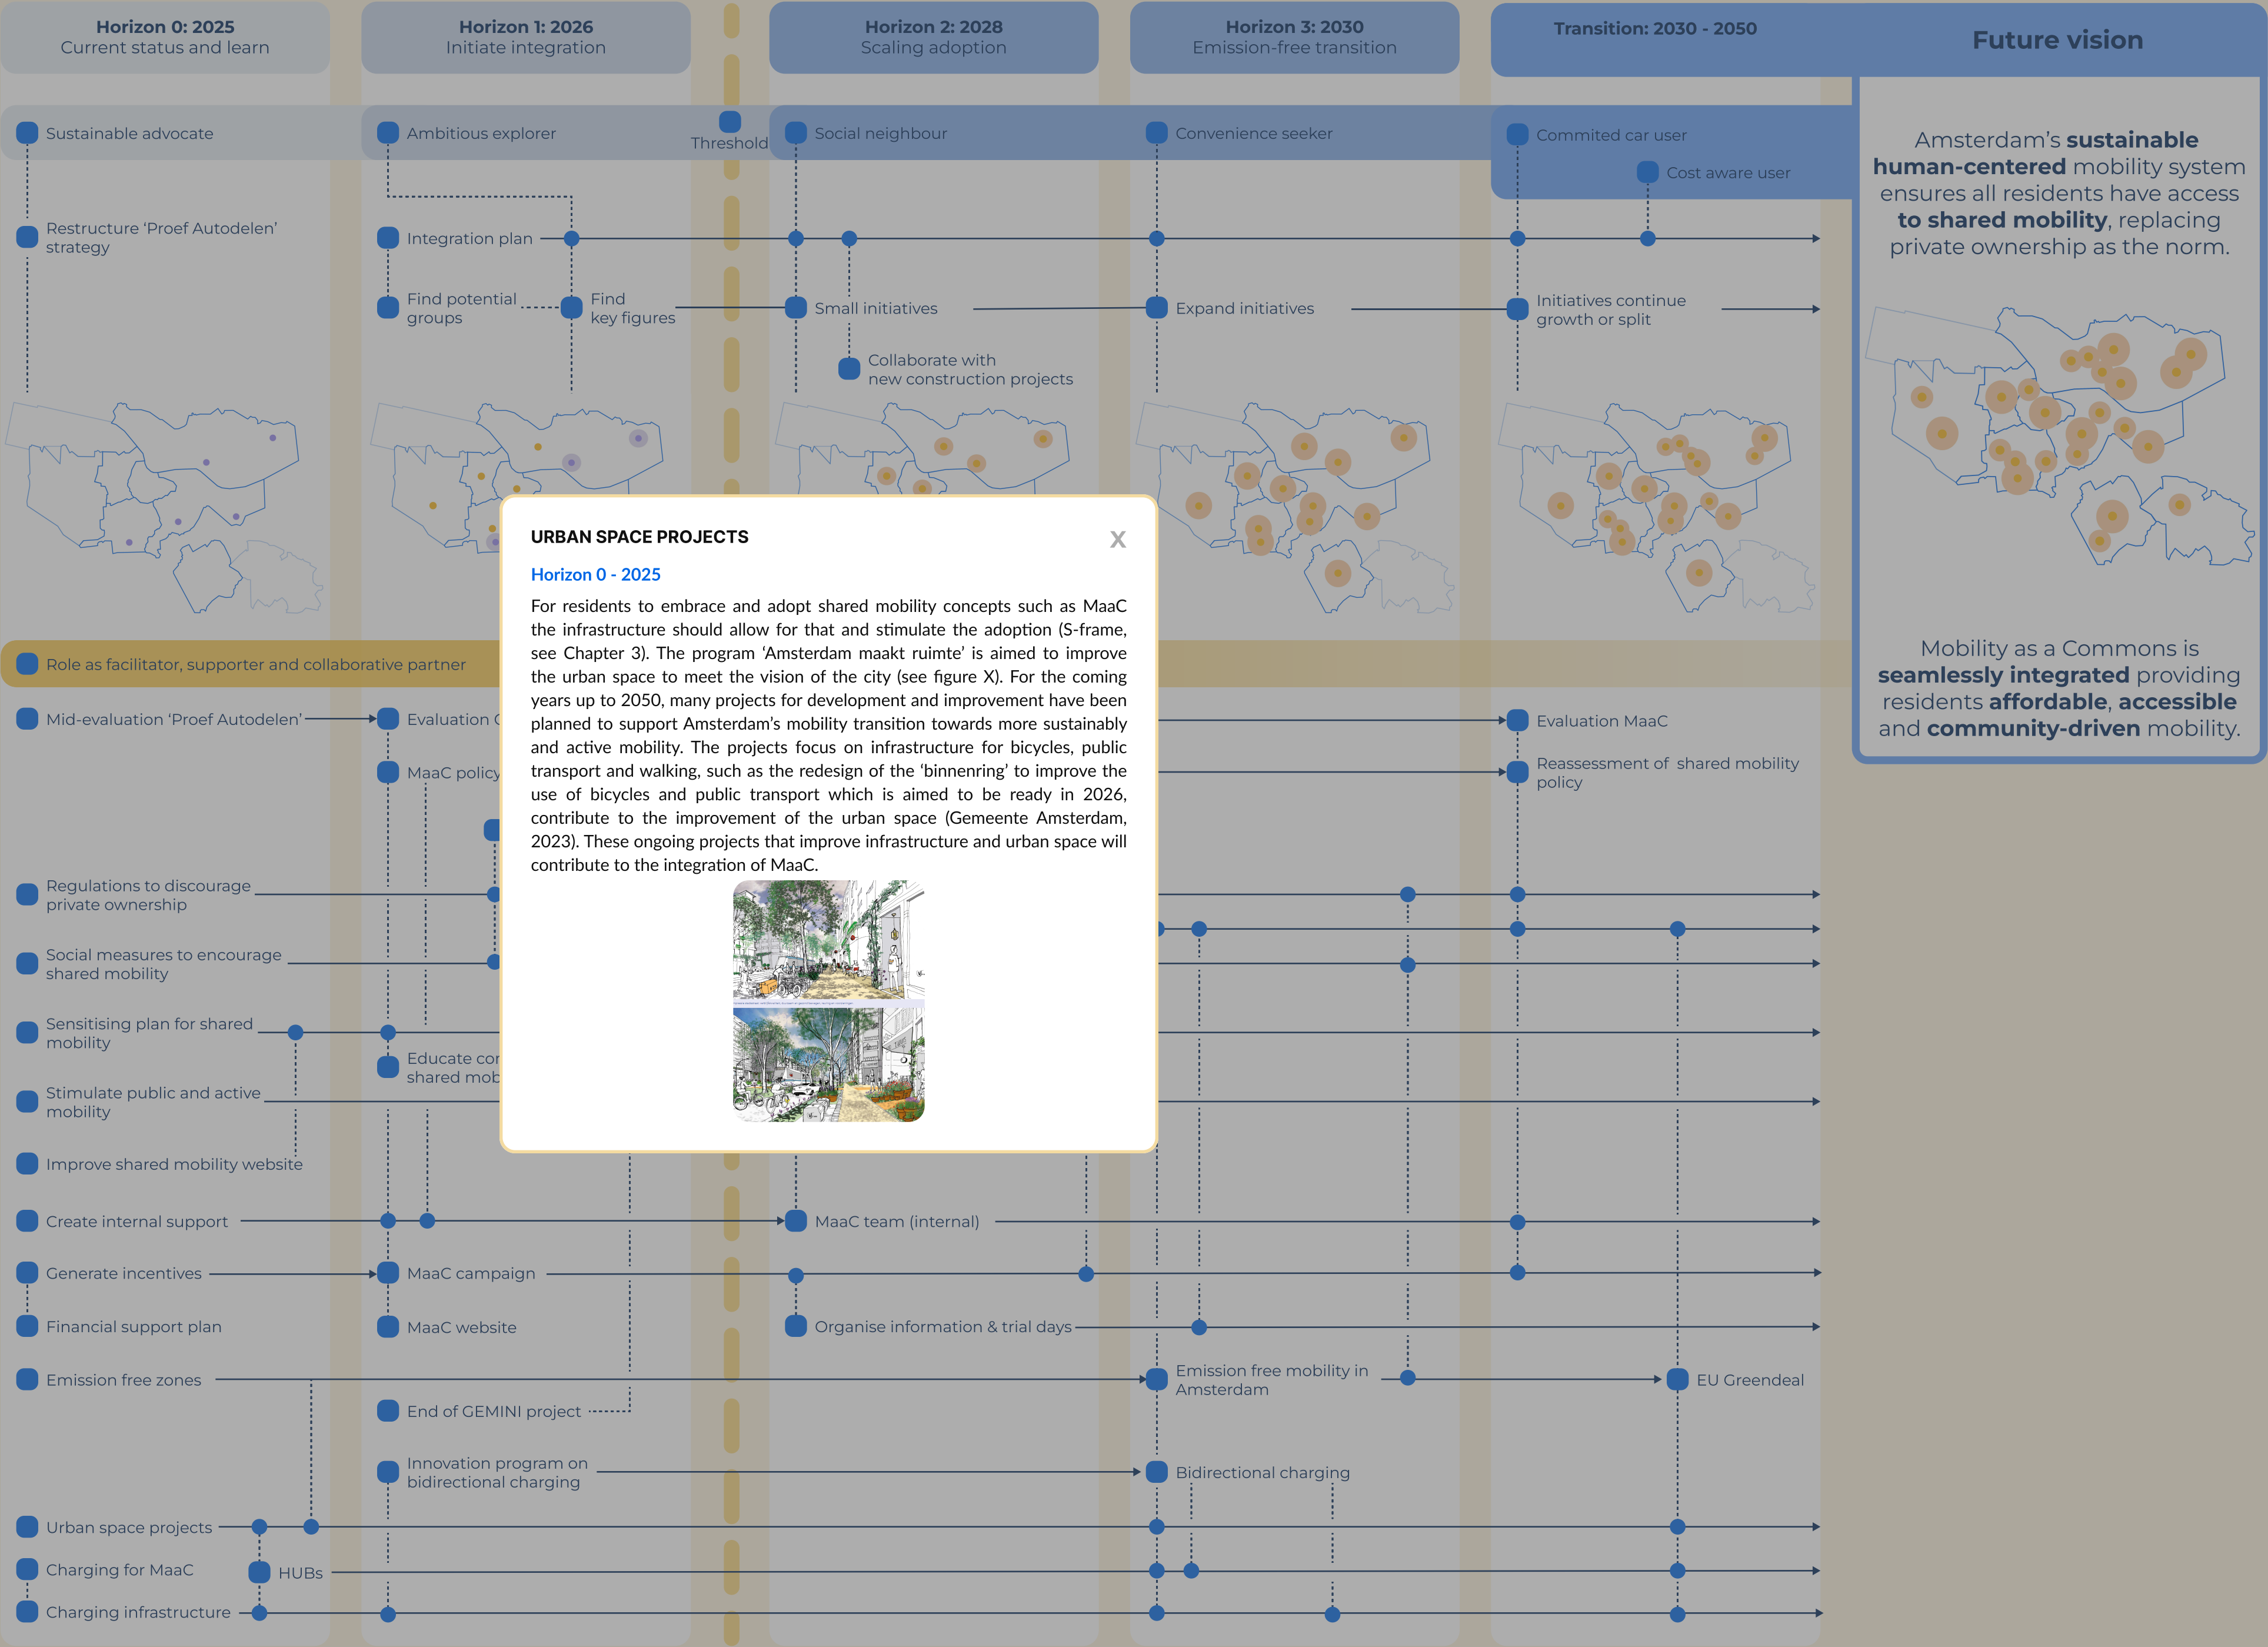 Horizon 0: 2025
Current status and learn
Horizon 1: 2026
Initiate integration
Horizon 2: 2028
Scaling adoption
Horizon 3: 2030
Emission-free transition
Transition: 2030 - 2050
Future vision
Sustainable advocate
Ambitious explorer
Threshold
Social neighbour
Convenience seeker
Commited car user
Cost aware user
Restructure ‘Proef Autodelen’
strategy
Integration plan
Find potential
groups
Find
key figures
Small initiatives
Expand initiatives
Initiatives continue
growth or split
Collaborate with
new construction projects
Amsterdam’s sustainable
human-centered mobility system
ensures all residents have access
to shared mobility, replacing
private ownership as the norm.
Mobility as a Commons is
seamlessly integrated providing
residents affordable, accessible
and community-driven mobility.
URBAN SPACE PROJECTS
X
Horizon 0 - 2025
For residents to embrace and adopt shared mobility concepts such as MaaC
the infrastructure should allow for that and stimulate the adoption (S-frame,
see Chapter 3). The program ‘Amsterdam maakt ruimte’ is aimed to improve
the urban space to meet the vision of the city (see figure X). For the coming
years up to 2050, many projects for development and improvement have been
planned to support Amsterdam’s mobility transition towards more sustainably
and active mobility. The projects focus on infrastructure for bicycles, public
transport and walking, such as the redesign of the ‘binnenring’ to improve the
use of bicycles and public transport which is aimed to be ready in 2026,
contribute to the improvement of the urban space (Gemeente Amsterdam,
2023). These ongoing projects that improve infrastructure and urban space will
contribute to the integration of MaaC.
Role as facilitator, supporter and collaborative partner
Mid-evaluation ‘Proef Autodelen’
Evaluation
MaaC policy
Evaluation MaaC
Reassessment of shared mobility
policy
Regulations to discourage
private ownership
Social measures to encourage
shared mobility
Sensitising plan for shared
mobility
Educate
shared
Stimulate public and active
mobility
Improve shared mobility website
Create internal support
MaaC team (internal)
Generate incentives
MaaC campaign
Financial support plan
MaaC website
Organise information & trial days
Emission free zones
Emission free mobility in
Amsterdam
EU Greendeal
End of GEMINI project
Innovation program on
bidirectional charging
Bidirectional charging
Urban space projects
Charging for MaaC
HUBs
Charging infrastructure